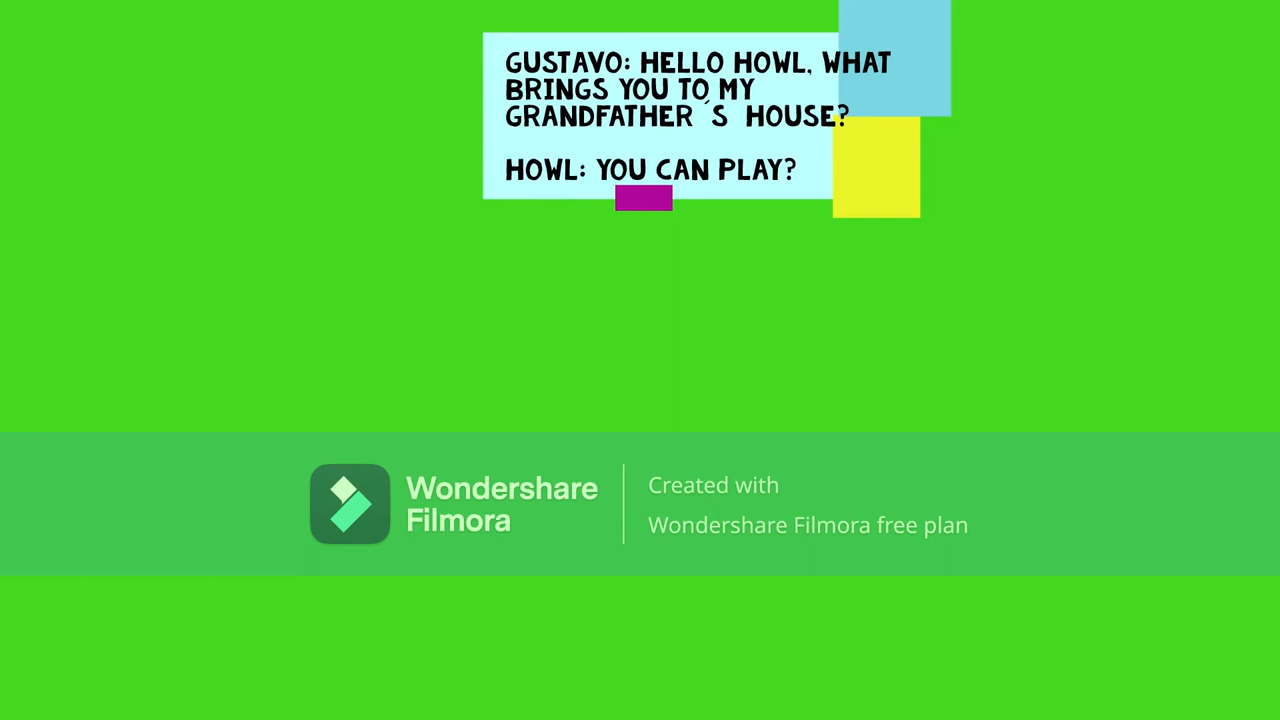 GUSTAVO: HELLO HOWL, WHAT
BRINGS YOU TO MY
GRANDFATHER ´S HOUSE?
HOWL: YOU CAN PLAY?
Wondershare
Filmora
Created with
Wondershare Filmora free plan